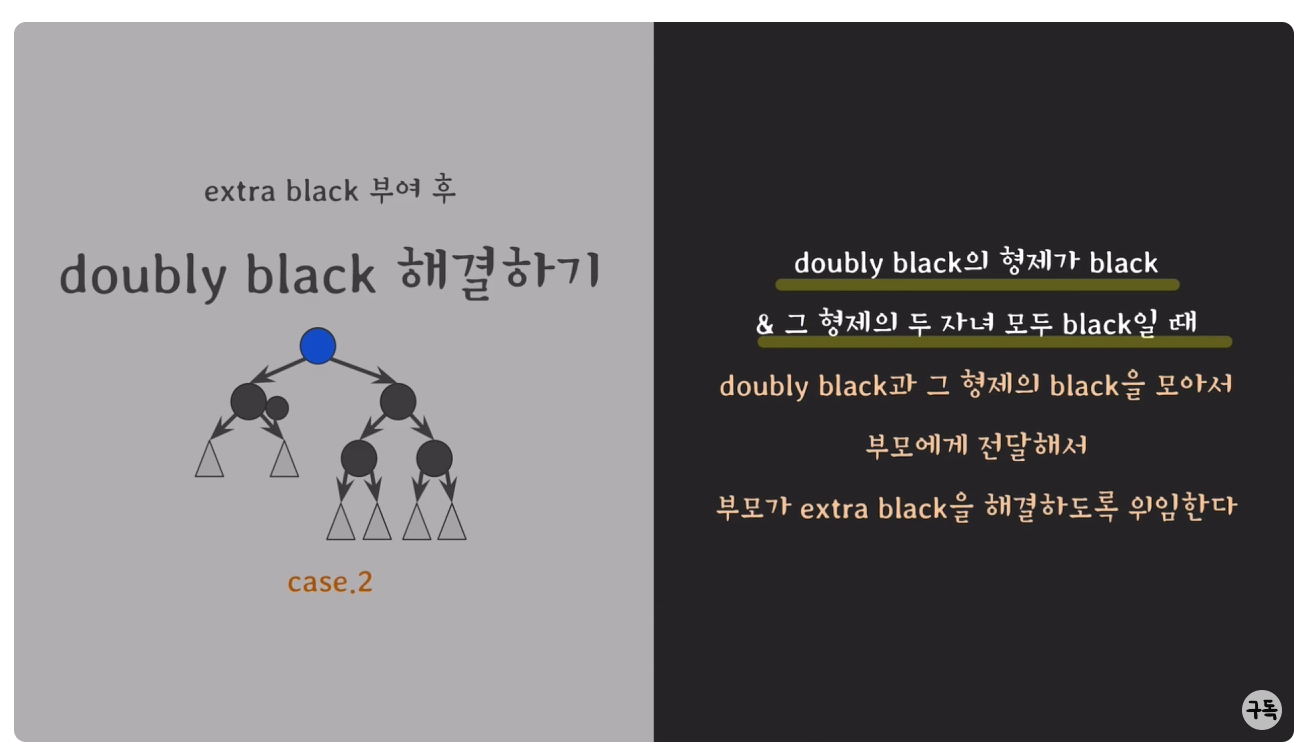 extra black 부여 후
doubly black 해결하기
case.2
doubly black의 형제가 black
& 그 형제의 두 자녀 모두 black일 때
doubly black과 그 형제의 black을 모아서
부모에게 전달해서
부모가 extra black을 해결하도록 위임한다
구독